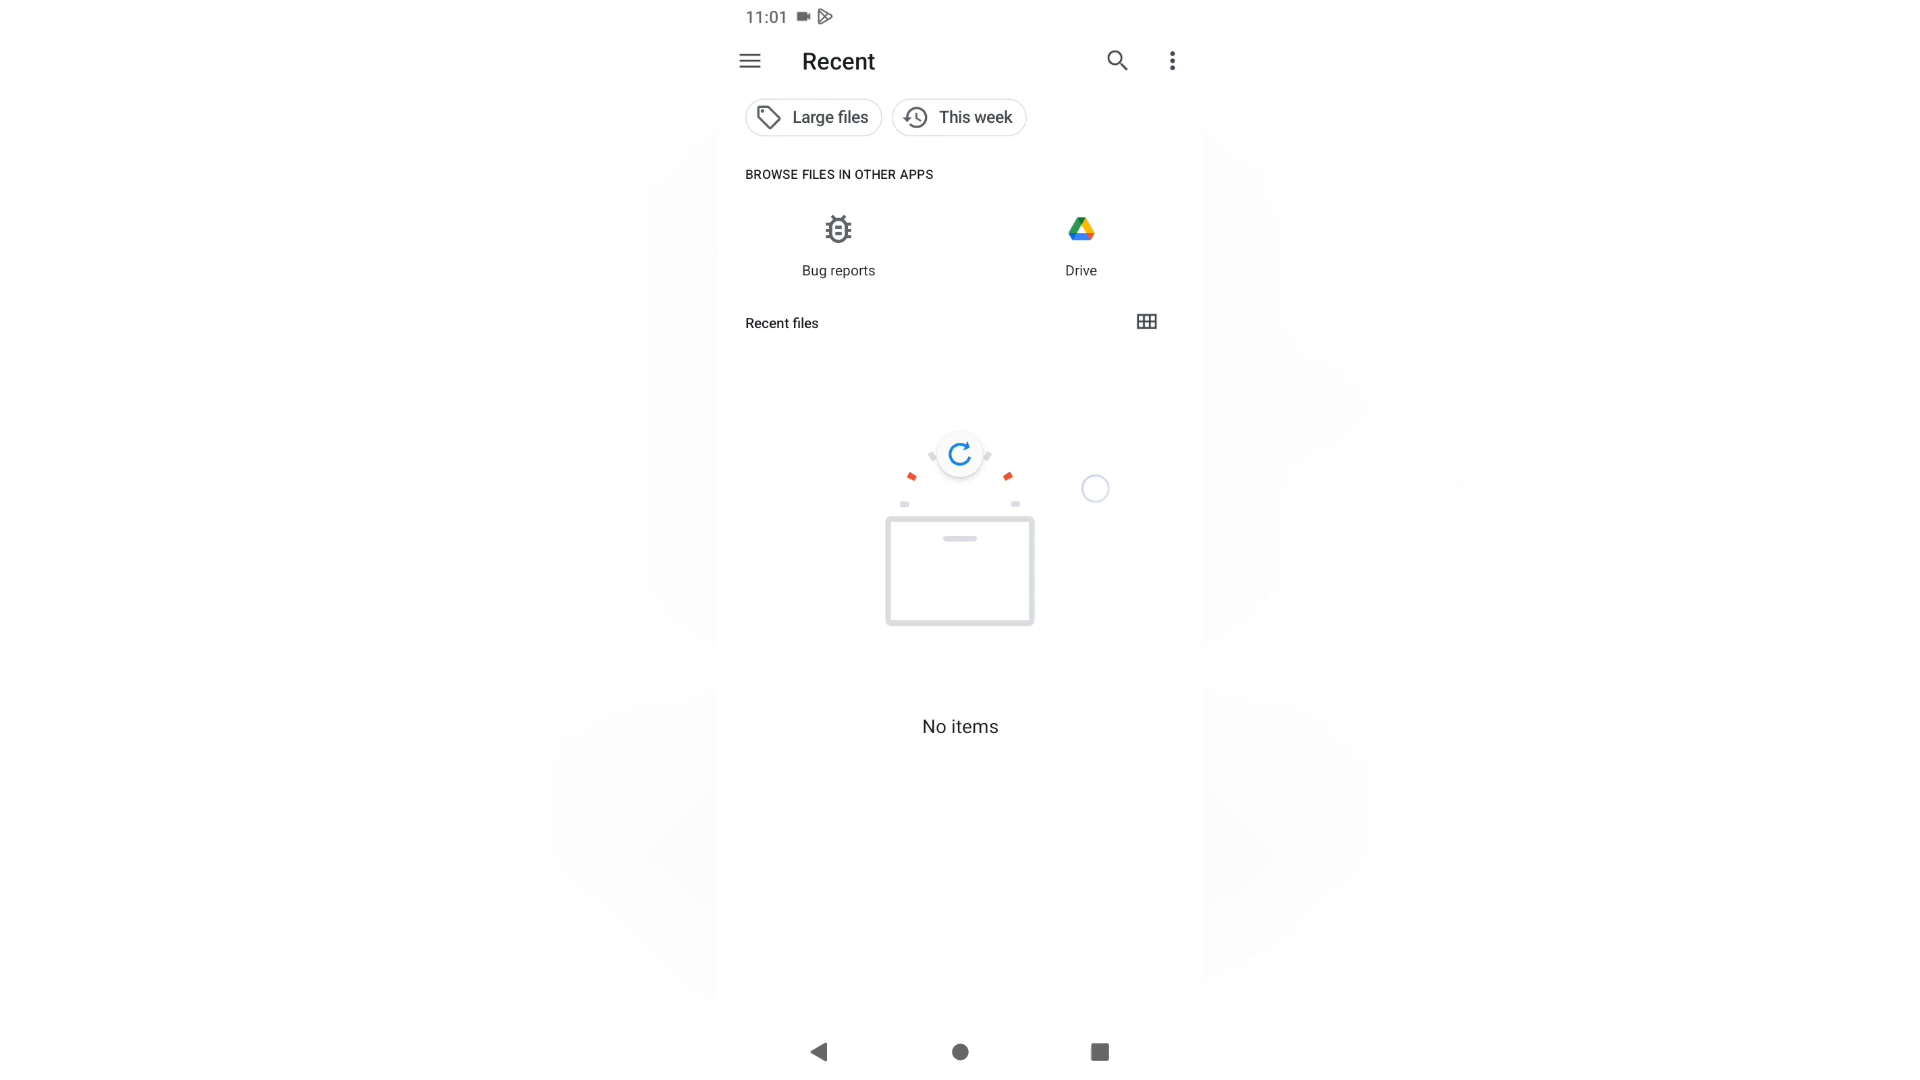 11:01
Recent
Large files
This week
BROWSE FILES IN OTHER APPS
Bug reports
Drive
Recent files
No items